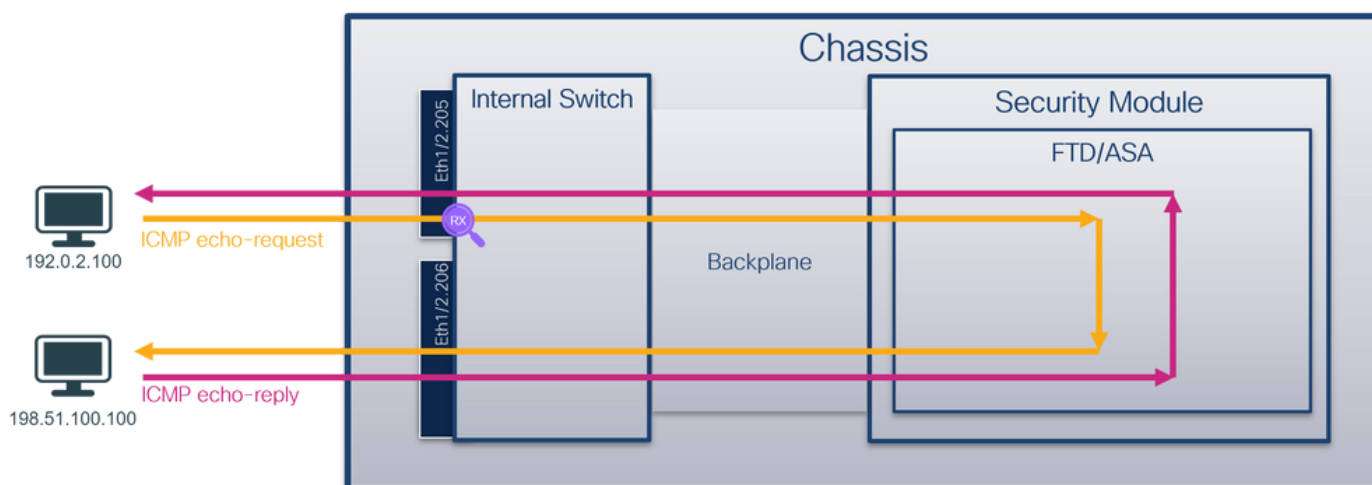 Chassis
Internal Switch
Security Module
FTD/ASA
Eth1/2.205
RX
ICMP echo-request
192.0.2.100
Backplane
Eth1/2.206
ICMP echo-reply
198.51.100.100